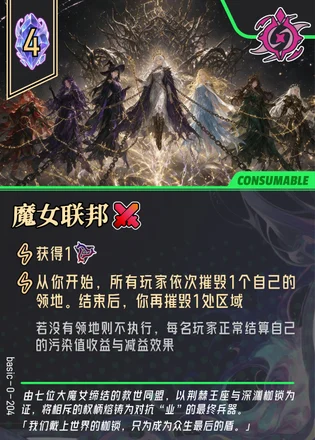 4
CONSUMABLE
魔女联邦
获得1
从你开始，所有玩家依次摧毁1个自己的
领地。结束后，你再摧毁1处区域
若没有领地则不执行，每名玩家正常结算自己
的污染值收益与减益效果
由七位大魔女缔结的救世同盟，以荆棘王座与深渊枷锁为
证，将相斥的权柄熔铸为对抗“业”的最终兵器。
「我们戴上世界的枷锁，只为成为众生最后的盾。」
basic-0-204